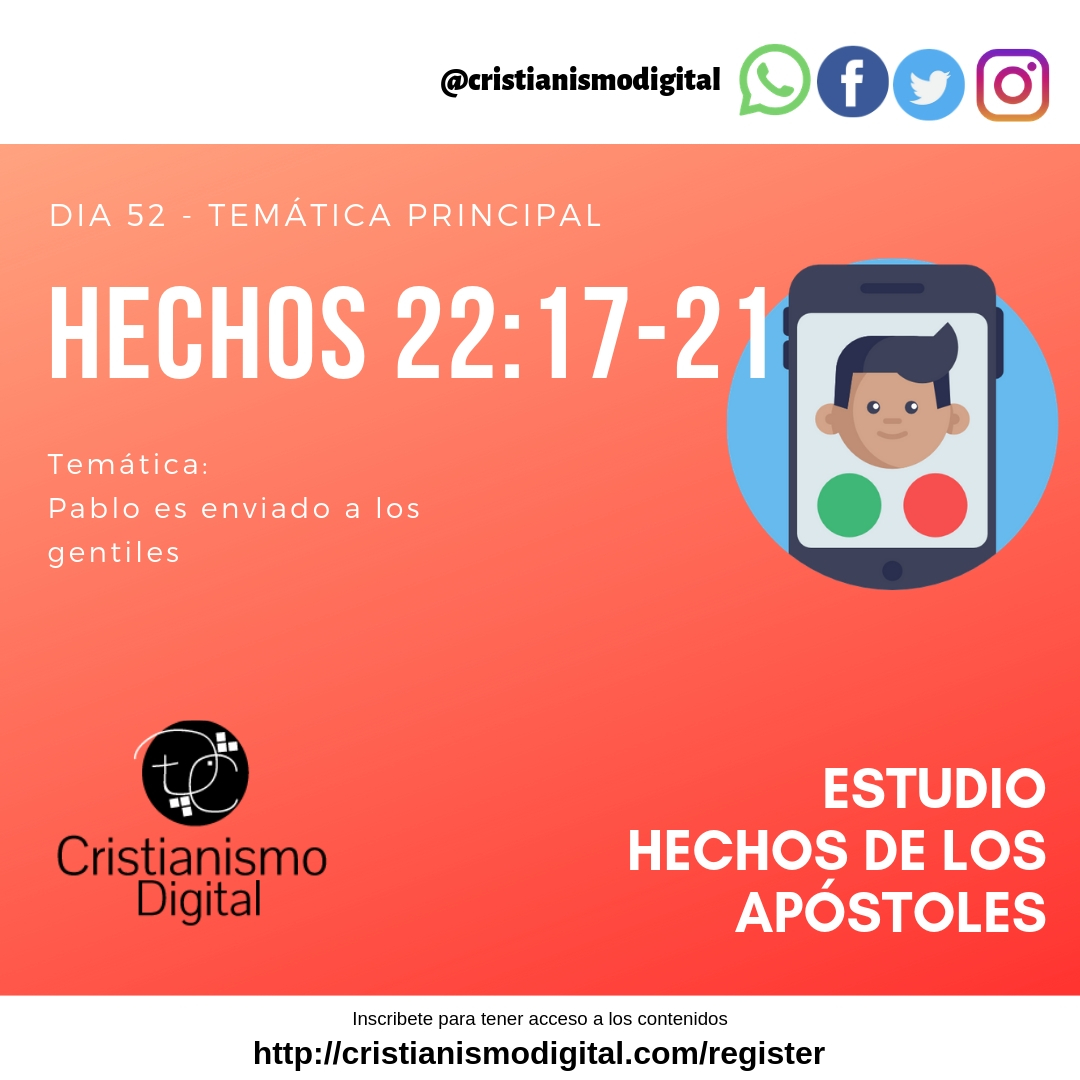 @cristianismodigital
DIA 52 - TEMÁTICA PRINCIPAL
HECHOS 22:17-21
Temática:
Pablo es enviado a los
gentiles
Cristianismo
Digital
ESTUDIO
HECHOS DE LOS
APÓSTOLES
Inscribete para tener acceso a los contenidos
http://cristianismodigital.com/register